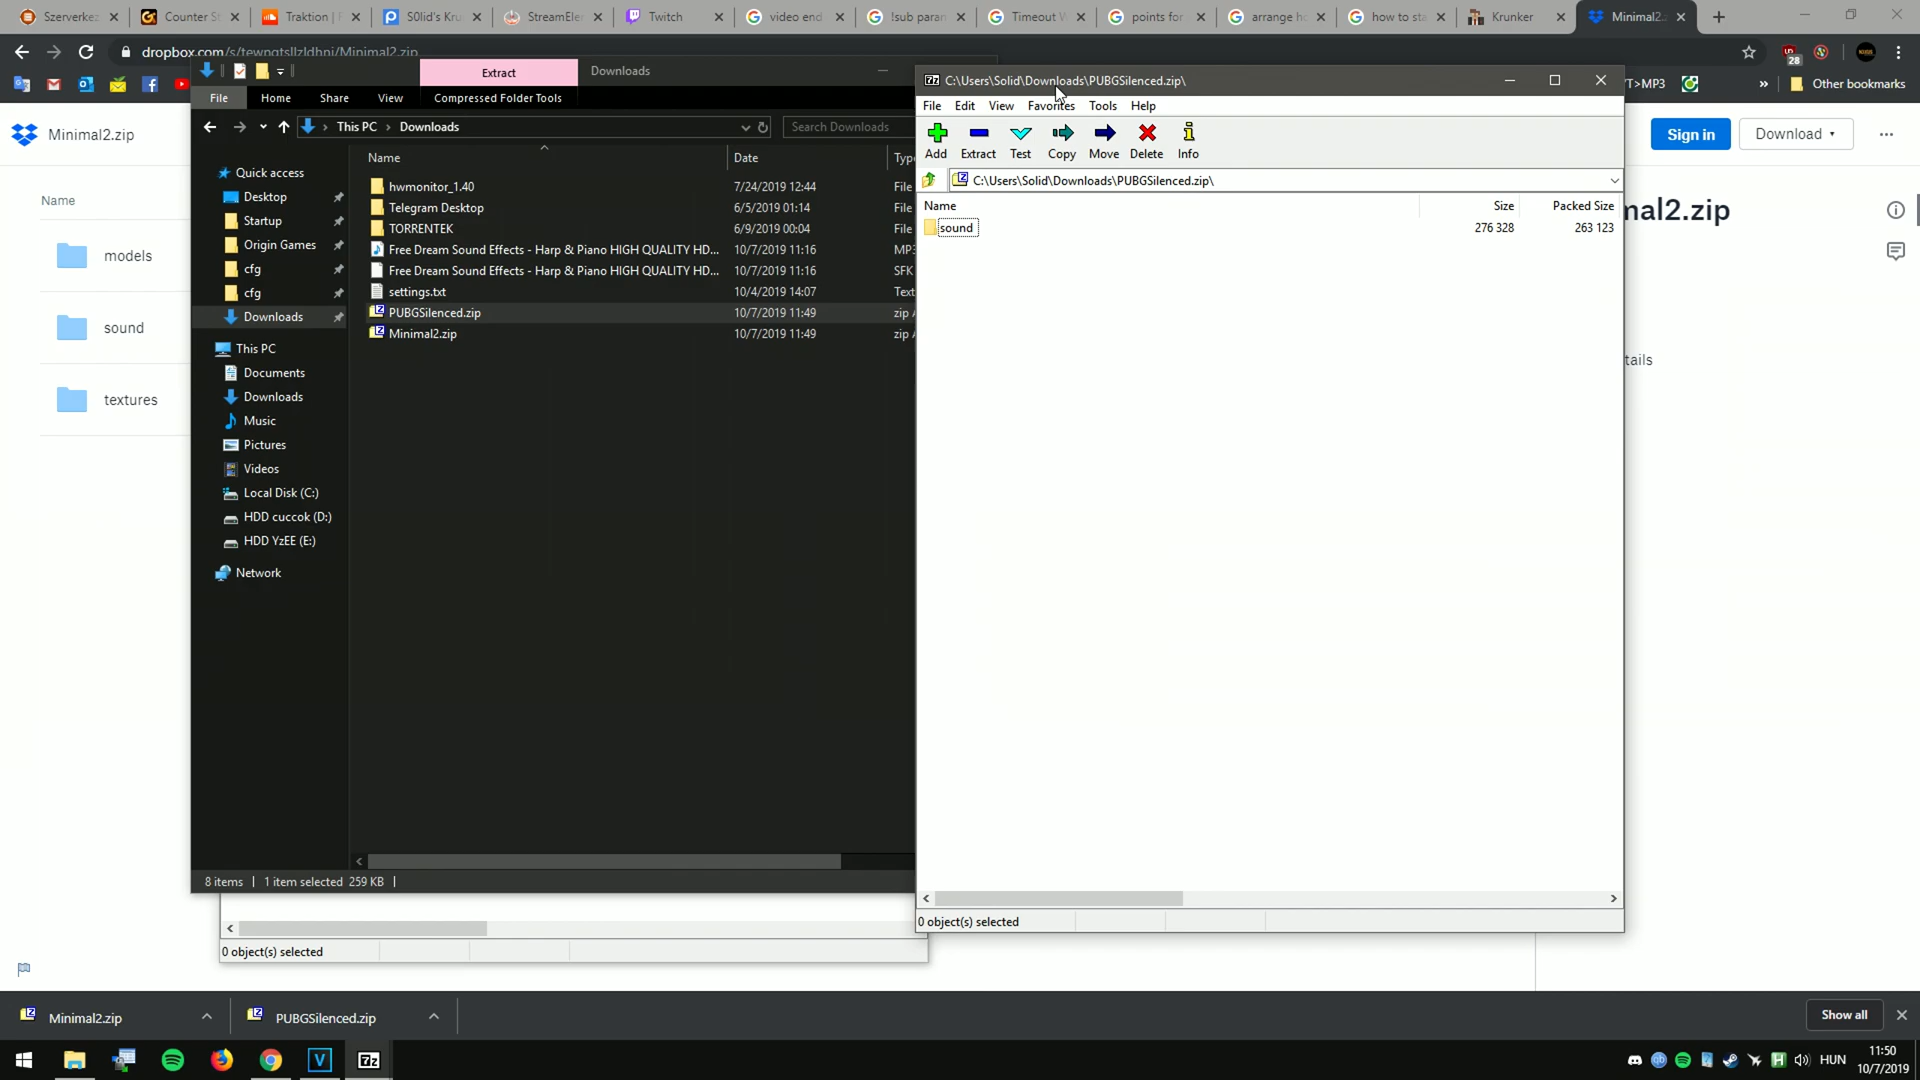 Szerverkez
Counter St
Traktion | F
S0lid's Kru
StreamEler
Twitch
video end
!sub param
Timeout W
points for
arrange ho
how to sta
Krunker
Minimal2.
dropbox.com/s/tewnqtsllzldhni/Minimal2.zip
28
T>MP3
»
Other bookmarks
Minimal2.zip
Sign in
Download
Name
models
sound
textures
nal2.zip
tails
Extract
Downloads
File
Home
Share
View
Compressed Folder Tools
This PC > Downloads
Search Downloads
Name
Date
Typ
Quick access
Desktop
Startup
Origin Games
cfg
cfg
Downloads
This PC
Documents
Downloads
Music
Pictures
Videos
Local Disk (C:)
HDD cuccok (D:)
HDD YzEE (E:)
Network
hwmonitor_1.40 7/24/2019 12:44 File
Telegram Desktop 6/5/2019 01:14 File
TORRENTEK 6/9/2019 00:04 File
Free Dream Sound Effects - Harp & Piano HIGH QUALITY HD... 10/7/2019 11:16 MP3
Free Dream Sound Effects - Harp & Piano HIGH QUALITY HD... 10/7/2019 11:16 SFK
settings.txt 10/4/2019 14:07 Text
PUBGSilenced.zip 10/7/2019 11:49 zip
Minimal2.zip 10/7/2019 11:49 zip
8 items | 1 item selected 259 KB |
0 object(s) selected
7z C:\Users\Solid\Downloads\PUBGSilenced.zip\
File Edit View Favorites Tools Help
Add Extract Test Copy Move Delete Info
C:\Users\Solid\Downloads\PUBGSilenced.zip\
Name Size Packed Size
sound 276 328 263 123
0 object(s) selected
Minimal2.zip
PUBGSilenced.zip
Show all
V
7z
HUN
11:50
10/7/2019